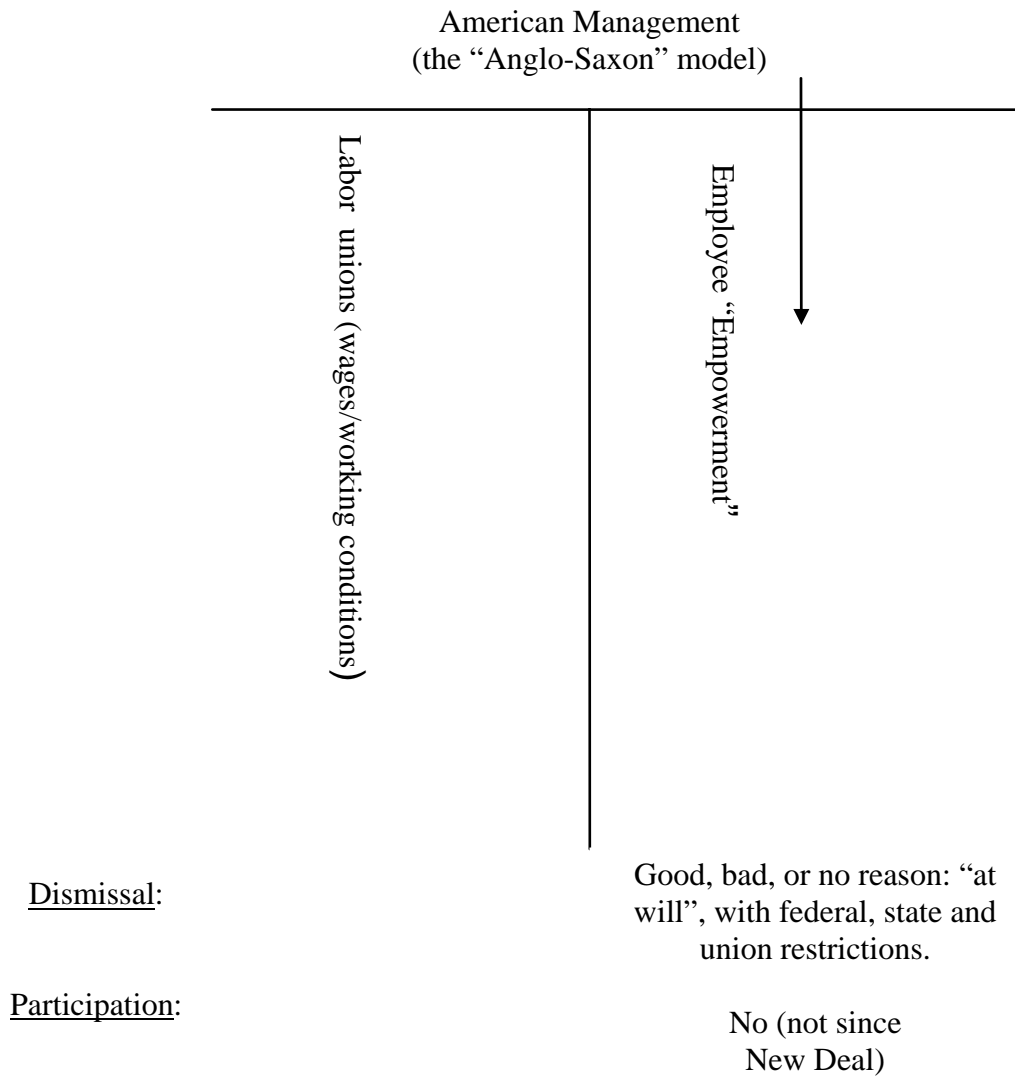 American Management
(the “Anglo-Saxon” model)
Labor unions (wages/working conditions)
Employee “Empowerment”
Dismissal:
Good, bad, or no reason: “at
will”, with federal, state and
union restrictions.
Participation:
No (not since
New Deal)